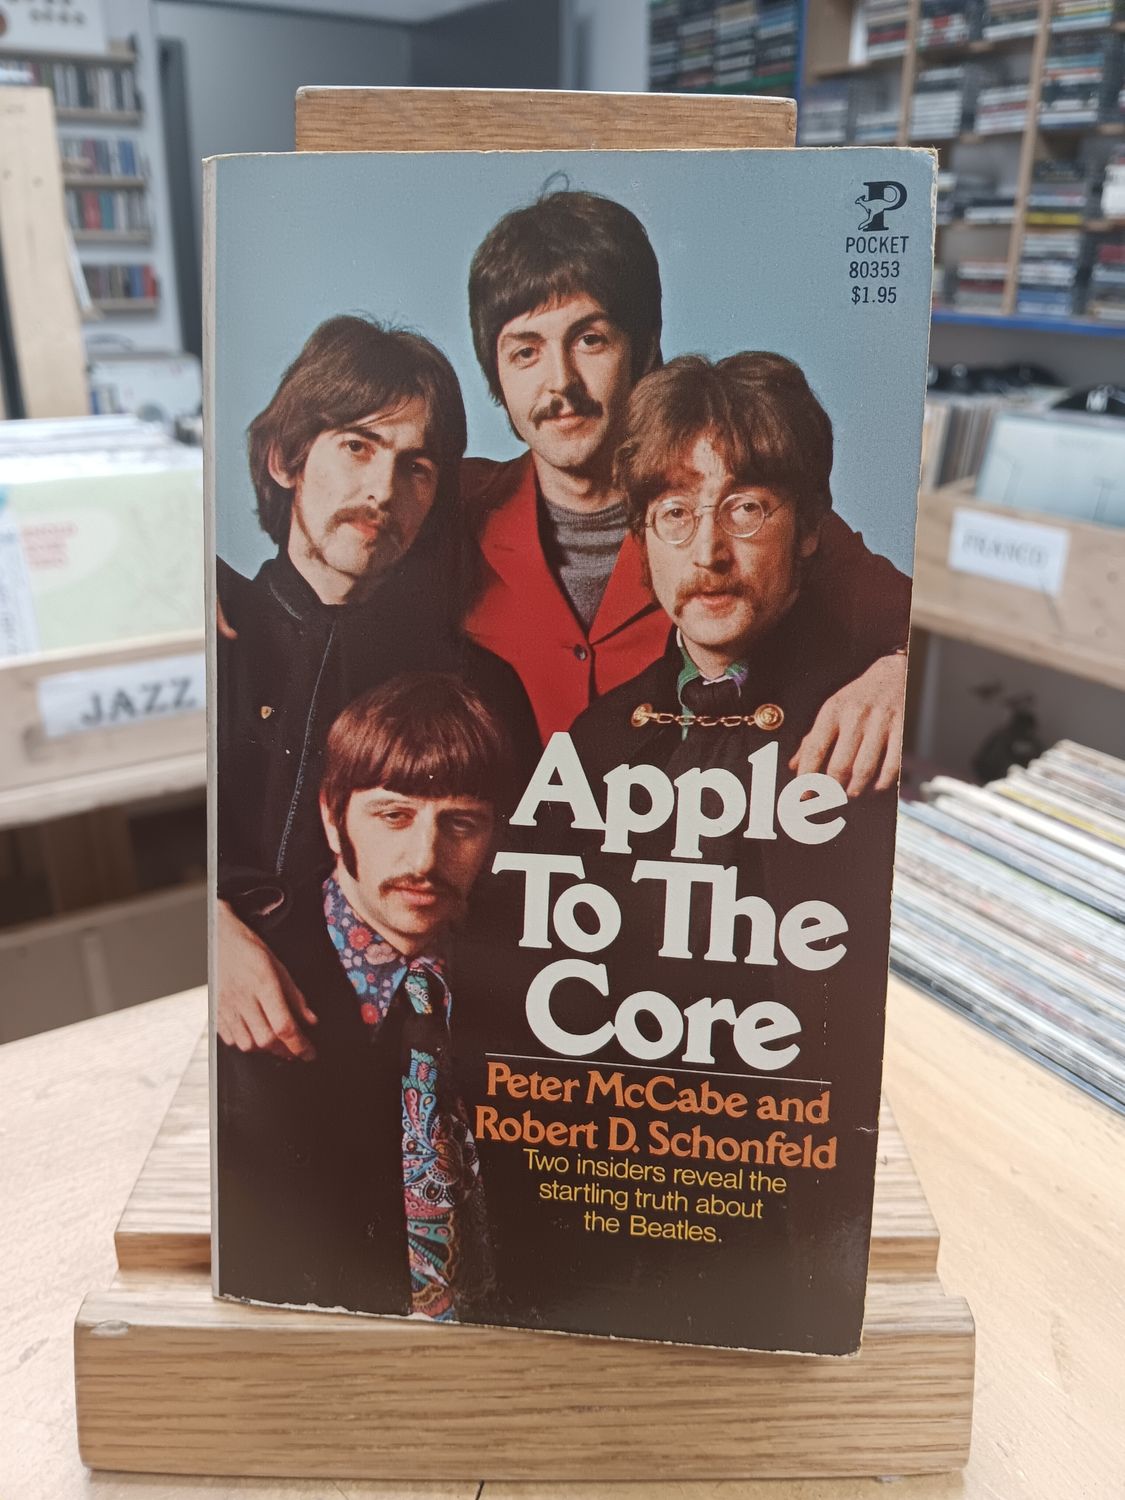 POCKET
80353
$1.95
Apple
To The
Core
Peter McCabe and
Robert D. Schonfeld
Two insiders reveal the
startling truth about
the Beatles.
JAZZ
FRANCO